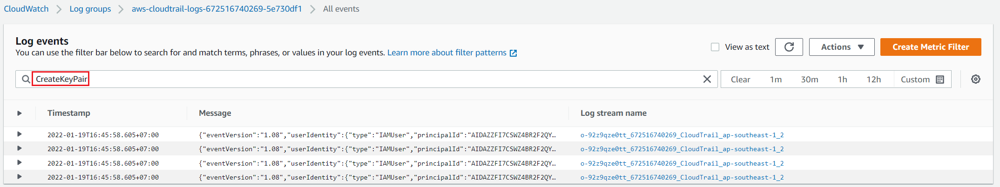 CloudWatch > Log groups > aws-cloudtrail-logs-672516740269-5e730df1 > All events
Log events
You can use the filter bar below to search for and match terms, phrases, or values in your log events. Learn more about filter patterns
View as text Actions Create Metric Filter
CreateKeyPair Clear 1m 30m 1h 12h Custom
Timestamp Message Log stream name
2022-01-19T16:45:58.605+07:00 {"eventVersion":"1.08","userIdentity":{"type":"IAMUser","principalId":"AIDAZZFI7CSWZ4BR2F2QY… o-92z9qze0tt_672516740269_CloudTrail_ap-southeast-1_2
2022-01-19T16:45:58.605+07:00 {"eventVersion":"1.08","userIdentity":{"type":"IAMUser","principalId":"AIDAZZFI7CSWZ4BR2F2QY… o-92z9qze0tt_672516740269_CloudTrail_ap-southeast-1_2
2022-01-19T16:45:58.605+07:00 {"eventVersion":"1.08","userIdentity":{"type":"IAMUser","principalId":"AIDAZZFI7CSWZ4BR2F2QY… o-92z9qze0tt_672516740269_CloudTrail_ap-southeast-1_2
2022-01-19T16:45:58.605+07:00 {"eventVersion":"1.08","userIdentity":{"type":"IAMUser","principalId":"AIDAZZFI7CSWZ4BR2F2QY… o-92z9qze0tt_672516740269_CloudTrail_ap-southeast-1_2